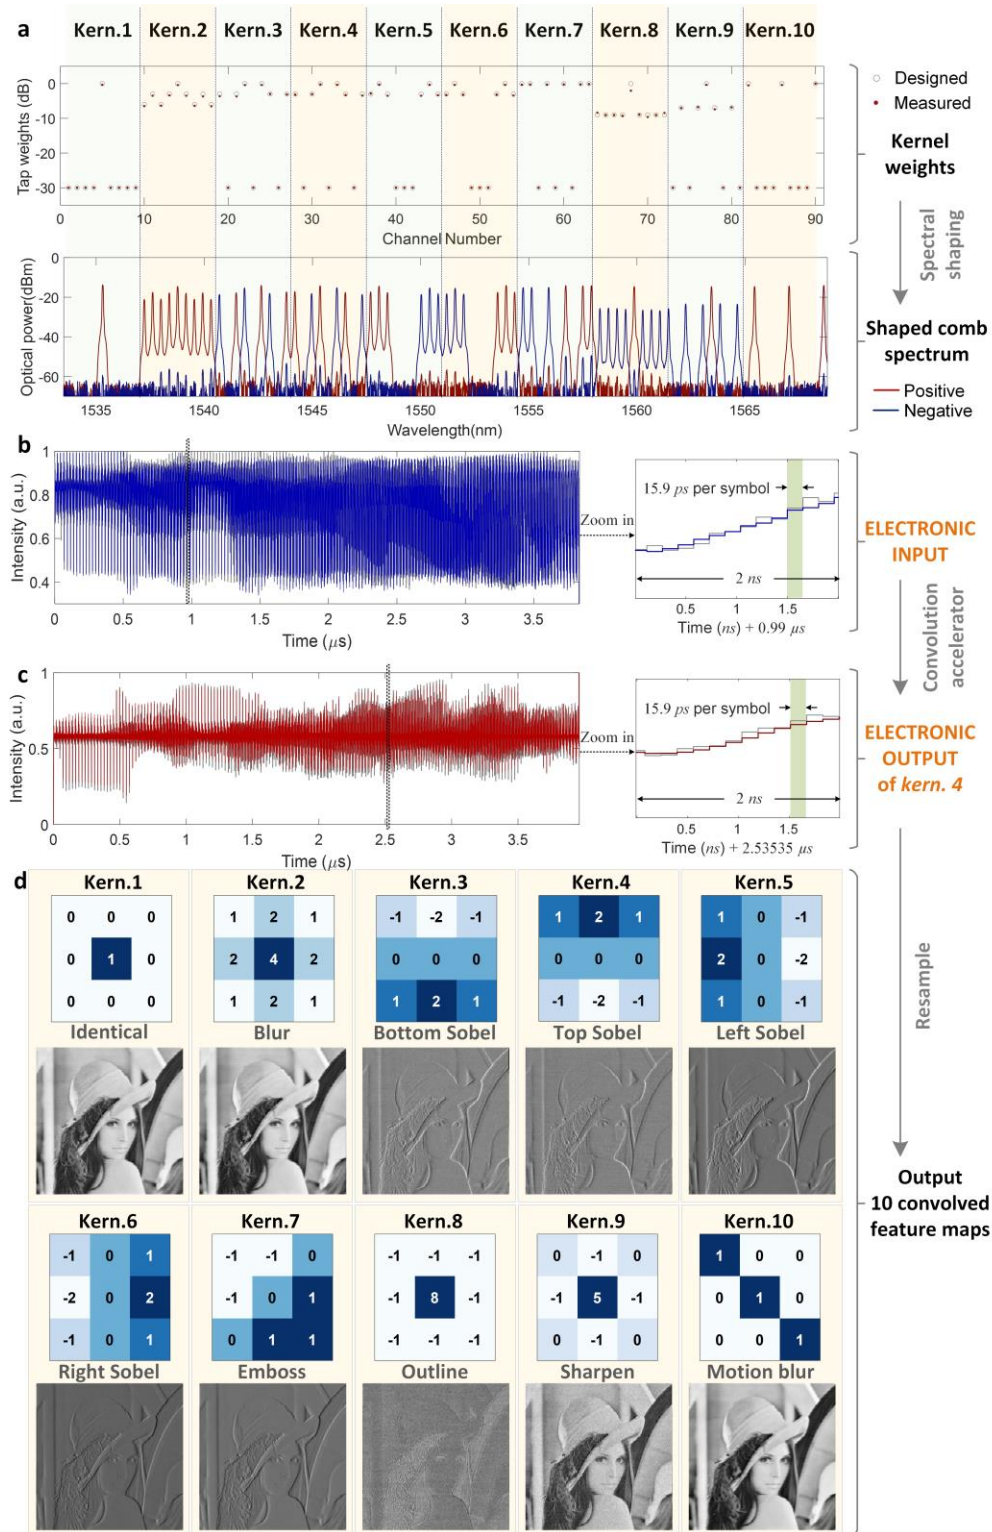 a
Kern.1 Kern.2 Kern.3 Kern.4 Kern.5 Kern.6 Kern.7 Kern.8 Kern.9 Kern.10
Tap weights (dB)
0
-10
-20
-30
0 10 20 30 40 50 60 70 80 90
Channel Number
Designed
Measured
Kernel
weights
Spectral
shaping
Optical power(dBm)
0
-20
-40
-60
1535 1540 1545 1550 1555 1560 1565
Wavelength(nm)
Shaped comb
spectrum
Positive
Negative
b
Intensity (a.u.)
1
0.8
0.6
0.4
0 0.5 1 1.5 2 2.5 3 3.5
Time (μs)
Zoom in
15.9 ps per symbol
2 ns
0.5 1 1.5
Time (ns) + 0.99 μs
ELECTRONIC
INPUT
Convolution
accelerator
c
Intensity (a.u.)
1
0.5
0
0 0.5 1 1.5 2 2.5 3 3.5
Time (μs)
Zoom in
15.9 ps per symbol
2 ns
0.5 1 1.5
Time (ns) + 2.53535 μs
ELECTRONIC
OUTPUT
of kern. 4
d
Kern.1 Kern.2 Kern.3 Kern.4 Kern.5
0 0 0 1 2 1 -1 -2 -1 1 2 1 1 0 -1
0 1 0 2 4 2 0 0 0 0 0 0 2 0 -2
0 0 0 1 2 1 1 2 1 -1 -2 -1 1 0 -1
Identical Blur Bottom Sobel Top Sobel Left Sobel
Resample
Output
10 convolved
feature maps
Kern.6 Kern.7 Kern.8 Kern.9 Kern.10
-1 0 1 -1 -1 0 -1 -1 -1 0 -1 0 1 0 0
-2 0 2 -1 0 1 -1 8 -1 -1 5 -1 0 1 0
-1 0 1 0 1 1 -1 -1 -1 0 -1 0 0 0 1
Right Sobel Emboss Outline Sharpen Motion blur